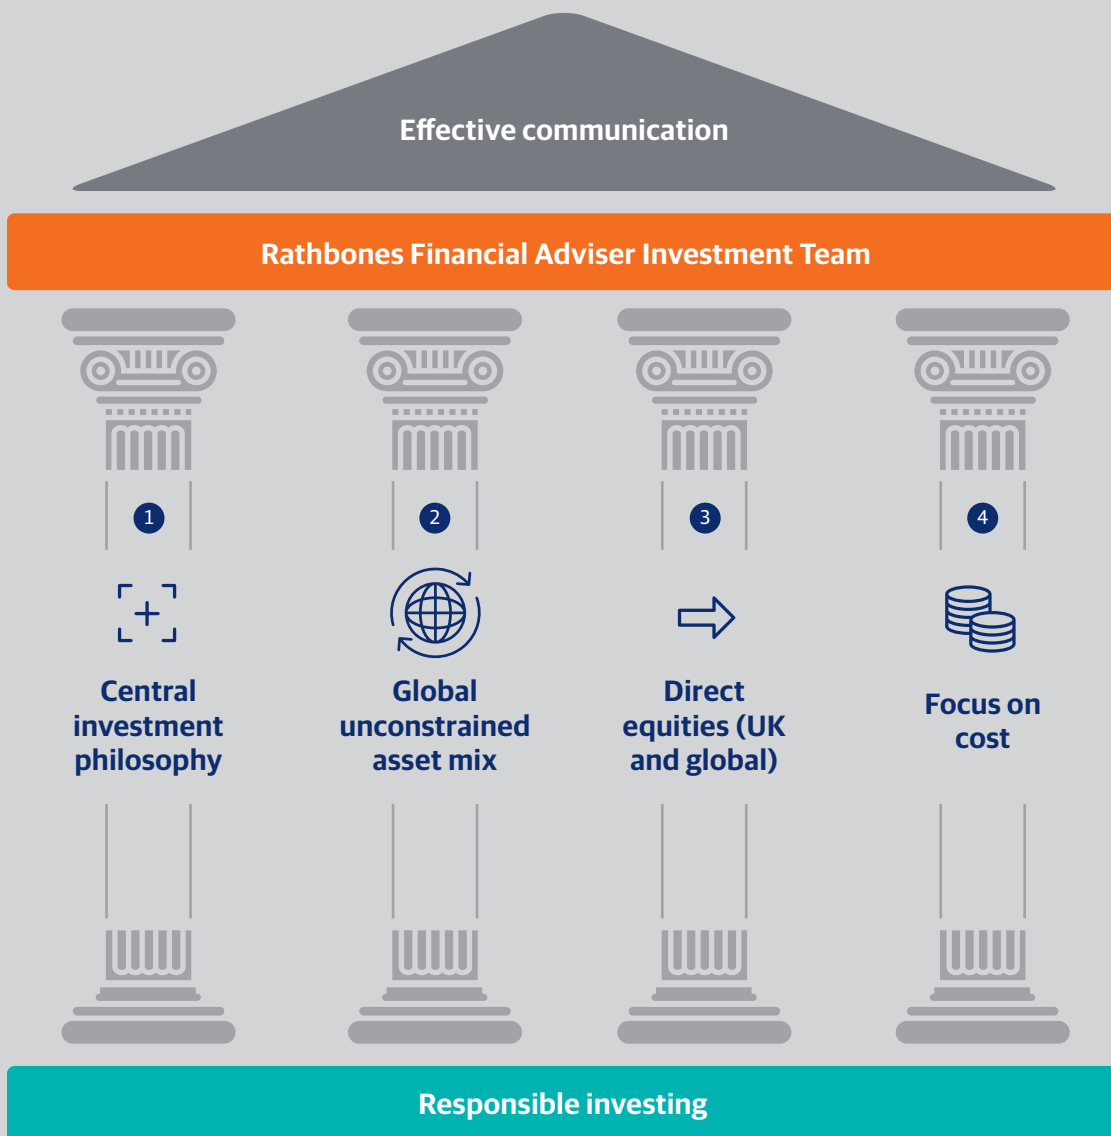 Effective communication
Rathbones Financial Adviser Investment Team
1
Central
investment
philosophy
2
Global
unconstrained
asset mix
3
Direct
equities (UK
and global)
4
Focus on
cost
Responsible investing